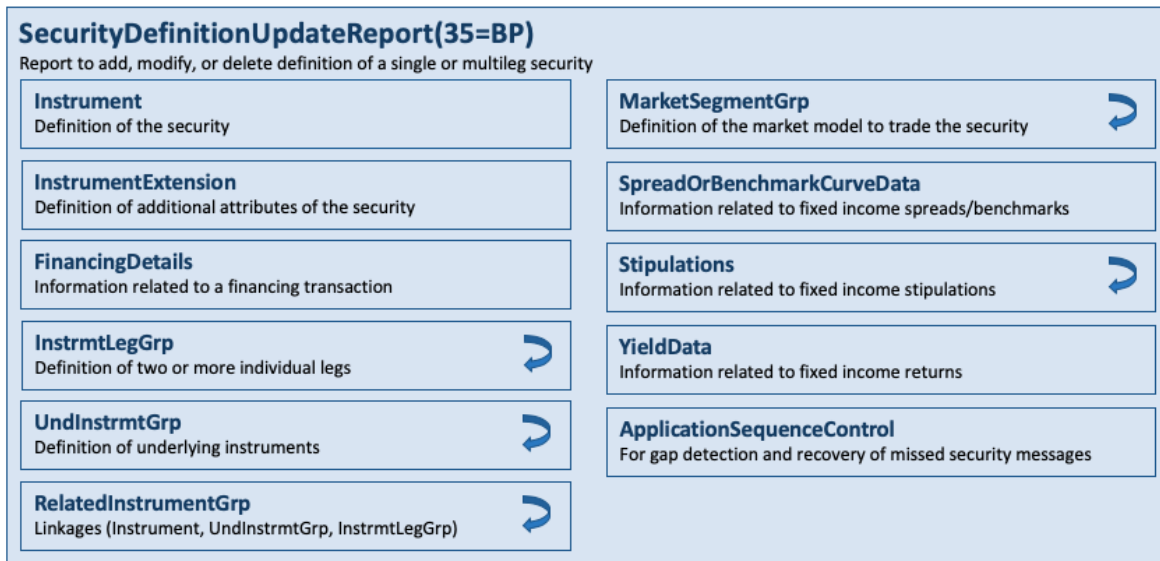 SecurityDefinitionUpdateReport(35=BP)
Report to add, modify, or delete definition of a single or multileg security
Instrument
Definition of the security
InstrumentExtension
Definition of additional attributes of the security
FinancingDetails
Information related to a financing transaction
InstrmtLegGrp
Definition of two or more individual legs
UndInstrmtGrp
Definition of underlying instruments
RelatedInstrumentGrp
Linkages (Instrument, UndInstrmtGrp, InstrmtLegGrp)
MarketSegmentGrp
Definition of the market model to trade the security
SpreadOrBenchmarkCurveData
Information related to fixed income spreads/benchmarks
Stipulations
Information related to fixed income stipulations
YieldData
Information related to fixed income returns
ApplicationSequenceControl
For gap detection and recovery of missed security messages